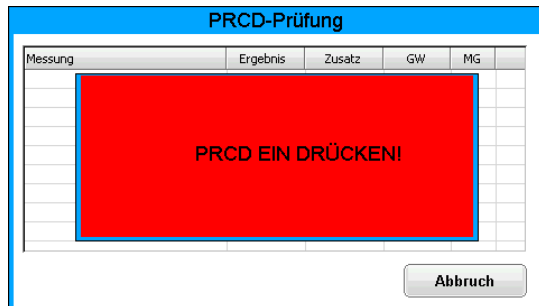 PRCD-Prüfung
Messung Ergebnis Zusatz GW MG
PRCD EIN DRÜCKEN!
Abbruch